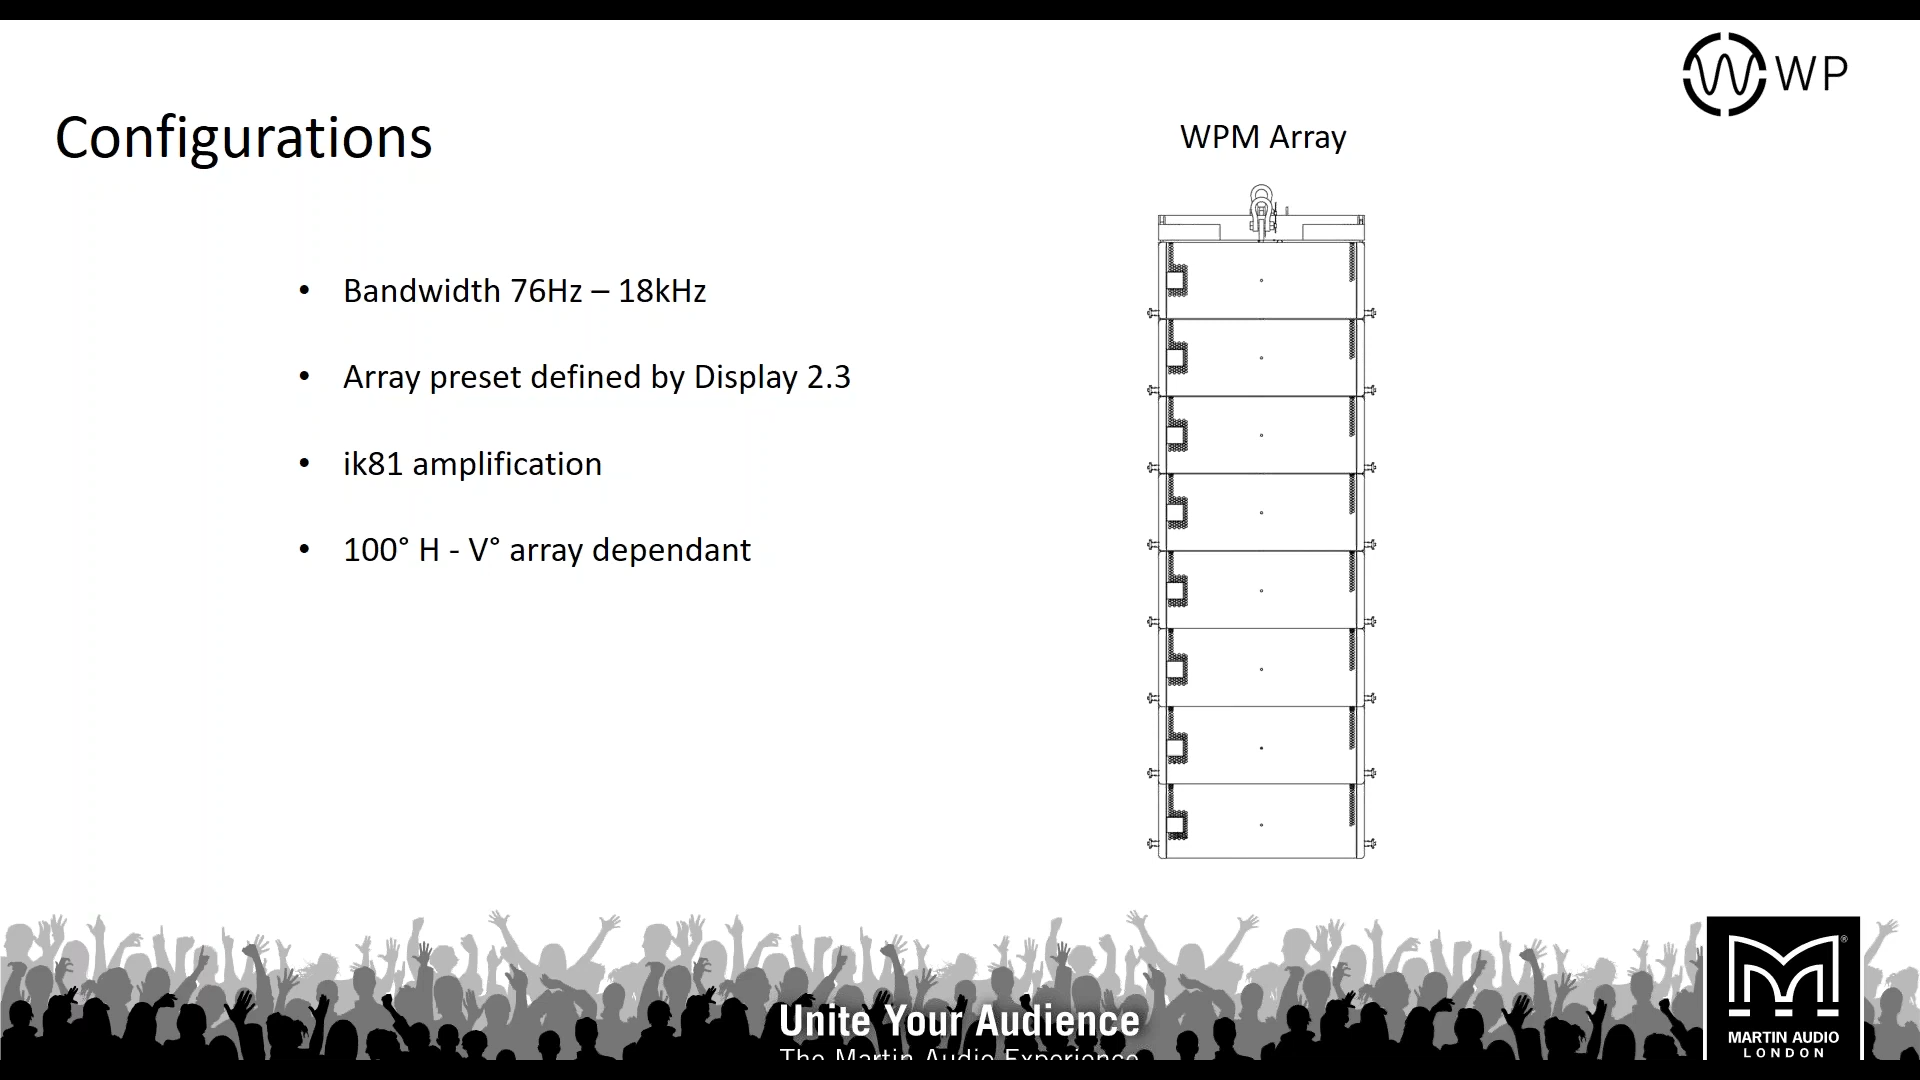 WP
Configurations
WPM Array
• Bandwidth 76Hz – 18kHz
• Array preset defined by Display 2.3
• ik81 amplification
• 100° H - V° array dependant
Unite Your Audience
The Martin Audio Experience
®
MARTIN AUDIO
LONDON